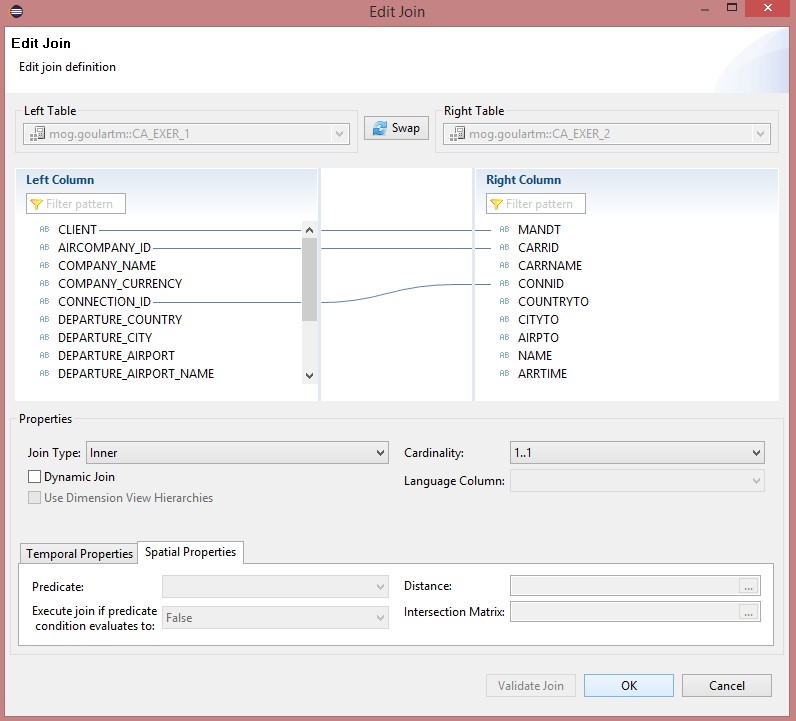 Edit Join
Edit Join
Edit join definition
Left Table
mog.goulartm::CA_EXER_1
Swap
Right Table
mog.goulartm::CA_EXER_2
Left Column
Filter pattern
AB CLIENT
AB AIRCOMPANY_ID
AB COMPANY_NAME
AB COMPANY_CURRENCY
AB CONNECTION_ID
AB DEPARTURE_COUNTRY
AB DEPARTURE_CITY
AB DEPARTURE_AIRPORT
AB DEPARTURE_AIRPORT_NAME
Right Column
Filter pattern
AB MANDT
AB CARRID
AB CARRNAME
AB CONNID
AB COUNTRYTO
AB CITYTO
AB AIRPTO
AB NAME
AB ARRTIME
Properties
Join Type: Inner
Cardinality: 1..1
Dynamic Join
Language Column:
Use Dimension View Hierarchies
Temporal Properties Spatial Properties
Predicate:
Distance: ...
Execute join if predicate
condition evaluates to: False
Intersection Matrix: ...
Validate Join OK Cancel